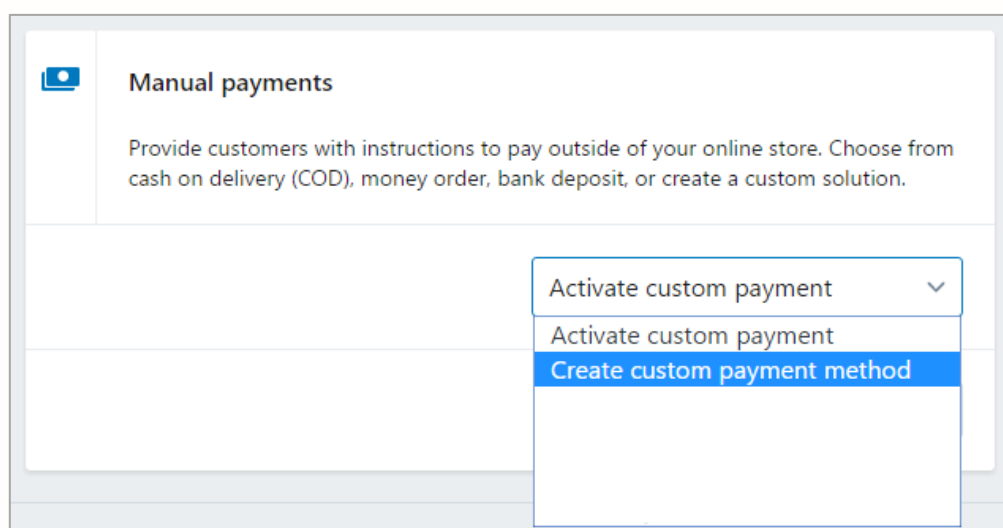 Manual payments
Provide customers with instructions to pay outside of your online store. Choose from
cash on delivery (COD), money order, bank deposit, or create a custom solution.
Activate custom payment
Activate custom payment
Create custom payment method